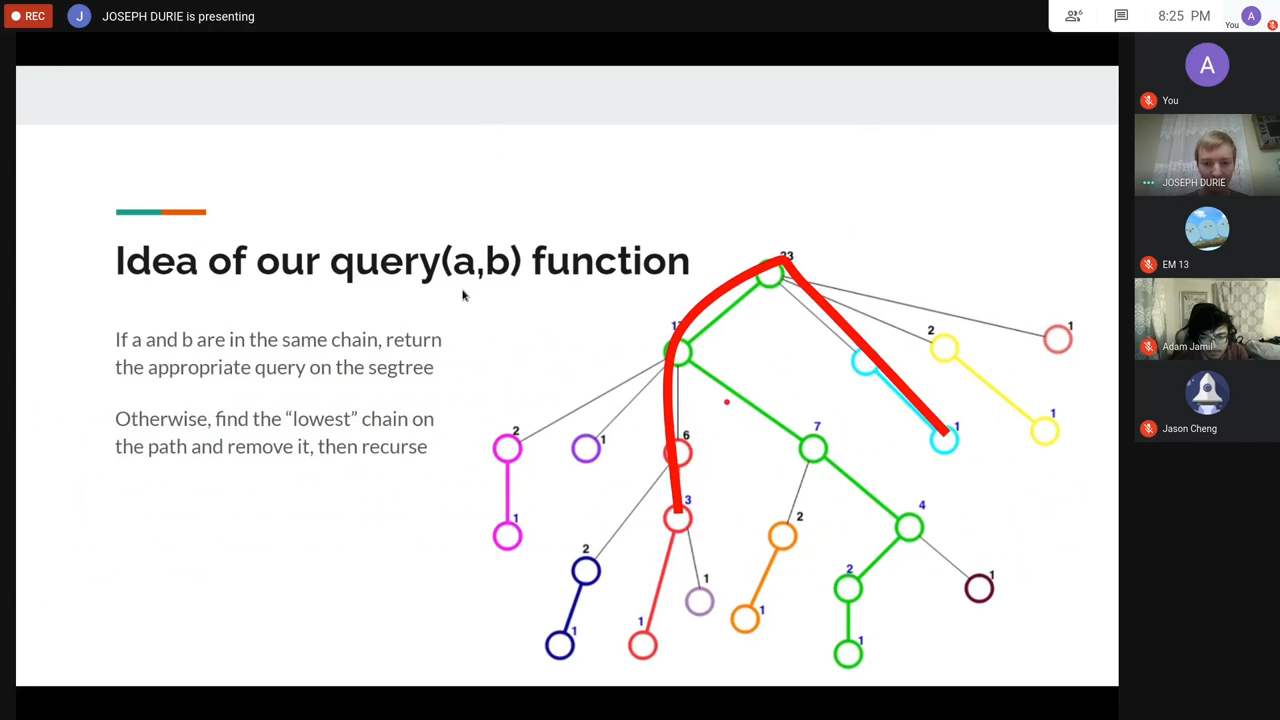 REC
J
JOSEPH DURIE is presenting
6
8:25 PM
You
A
A
You
JOSEPH DURIE
EM 13
Adam Jamil
Jason Cheng
Idea of our query(a,b) function
If a and b are in the same chain, return
the appropriate query on the segtree
Otherwise, find the “lowest” chain on
the path and remove it, then recurse
23
2
1
1
1
2
1
6
7
1
3
4
1
2
2
1
1
2
1
1
1
1